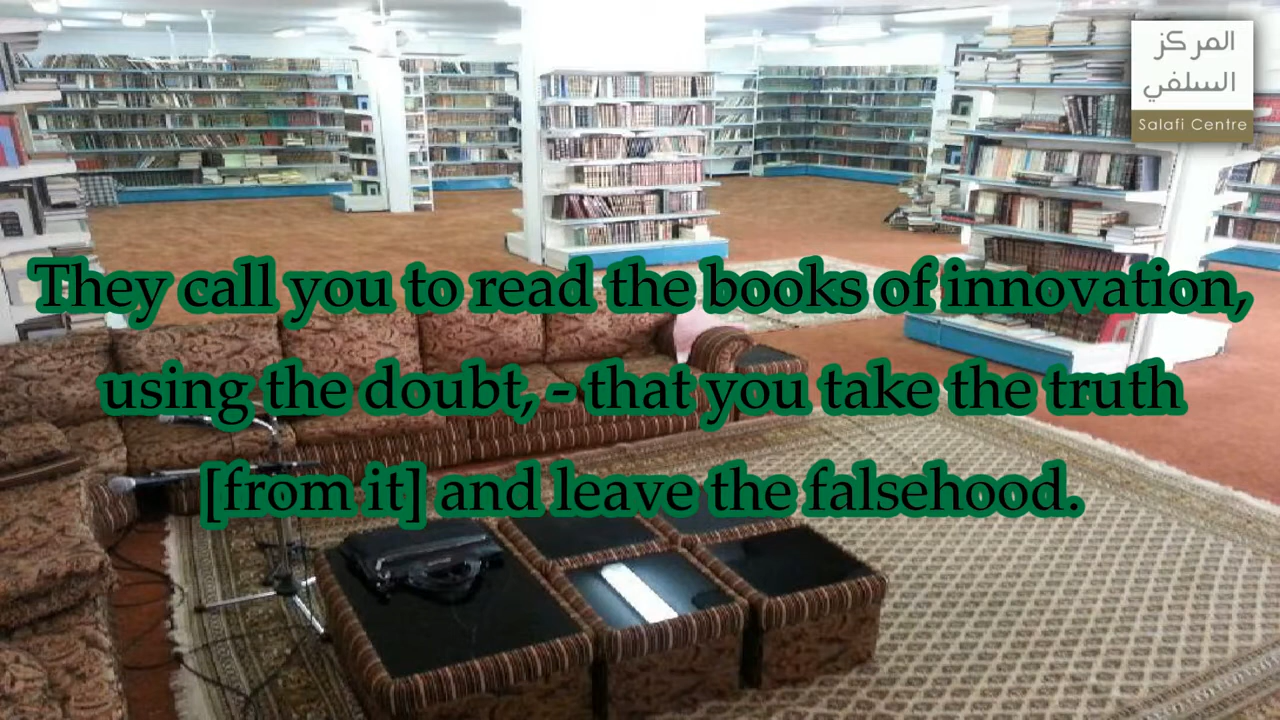 المركز
السلفي
Salafi Centre
They call you to read the books of innovation,
using the doubt, - that you take the truth
[from it] and leave the falsehood.